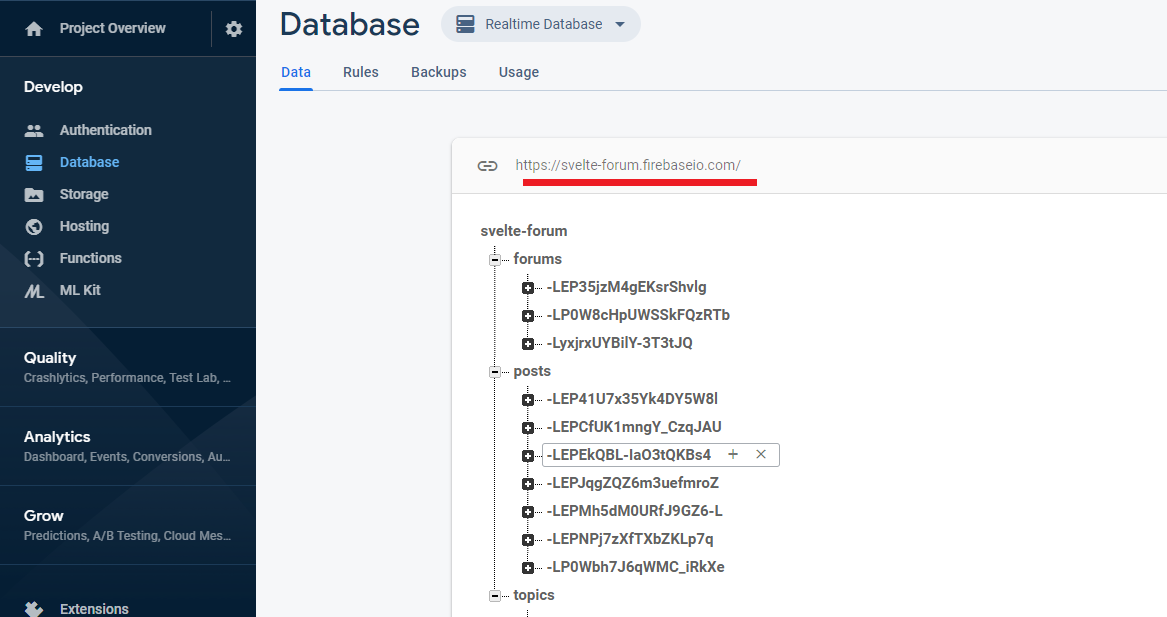 Project Overview
Develop
Authentication
Database
Storage
Hosting
Functions
ML Kit
Quality
Crashlytics, Performance, Test Lab, ...
Analytics
Dashboard, Events, Conversions, Au...
Grow
Predictions, A/B Testing, Cloud Mes...
Extensions
Database
Realtime Database
Data Rules Backups Usage
https://svelte-forum.firebaseio.com/
svelte-forum
forums
-LEP35jzM4gEKsrShvlg
-LP0W8cHpUWSSkFQzRTb
-LyxjrxUYBilY-3T3tJQ
posts
-LEP41U7x35Yk4DY5W8l
-LEPCfUK1mngY_CzqJAU
-LEPEkQBL-IaO3tQKBs4
-LEPJqgZQZ6m3uefmroZ
-LEPMh5dM0URfJ9GZ6-L
-LEPNPj7zXfTXbZKLp7q
-LP0Wbh7J6qWMC_iRkXe
topics